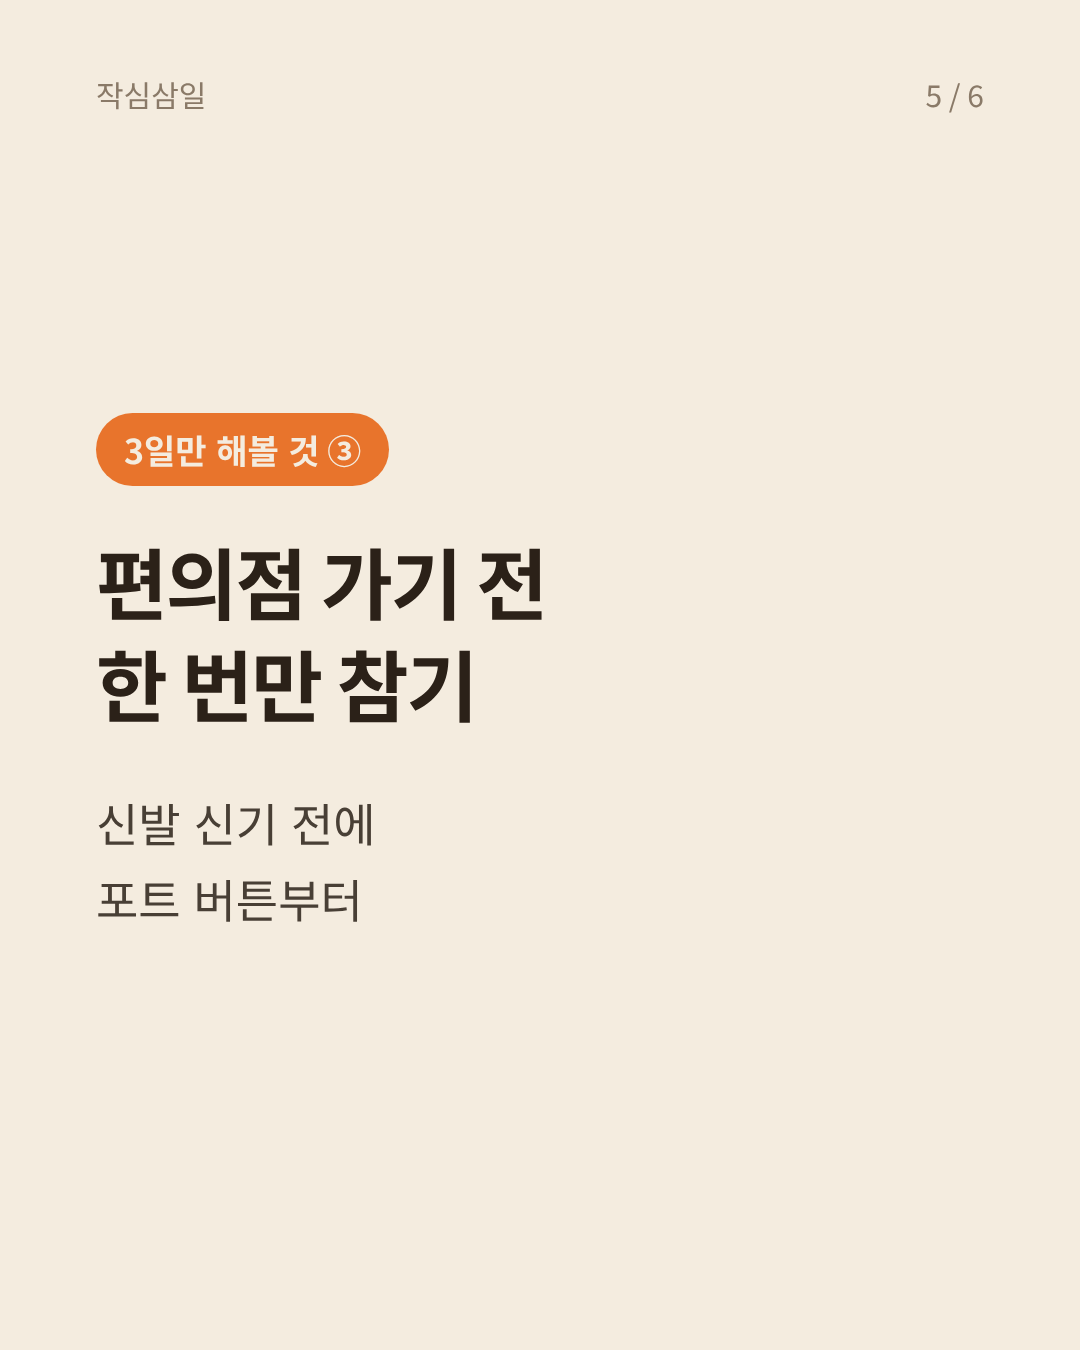 작심삼일
5 / 6
3일만 해볼 것 ③
편의점 가기 전
한 번만 참기
신발 신기 전에
포트 버튼부터